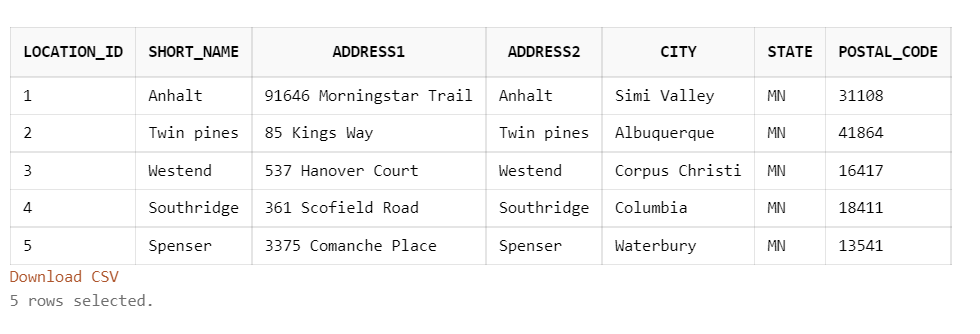 LOCATION_ID SHORT_NAME ADDRESS1 ADDRESS2 CITY STATE POSTAL_CODE
1 Anhalt 91646 Morningstar Trail Anhalt Simi Valley MN 31108
2 Twin pines 85 Kings Way Twin pines Albuquerque MN 41864
3 Westend 537 Hanover Court Westend Corpus Christi MN 16417
4 Southridge 361 Scofield Road Southridge Columbia MN 18411
5 Spenser 3375 Comanche Place Spenser Waterbury MN 13541
Download CSV
5 rows selected.